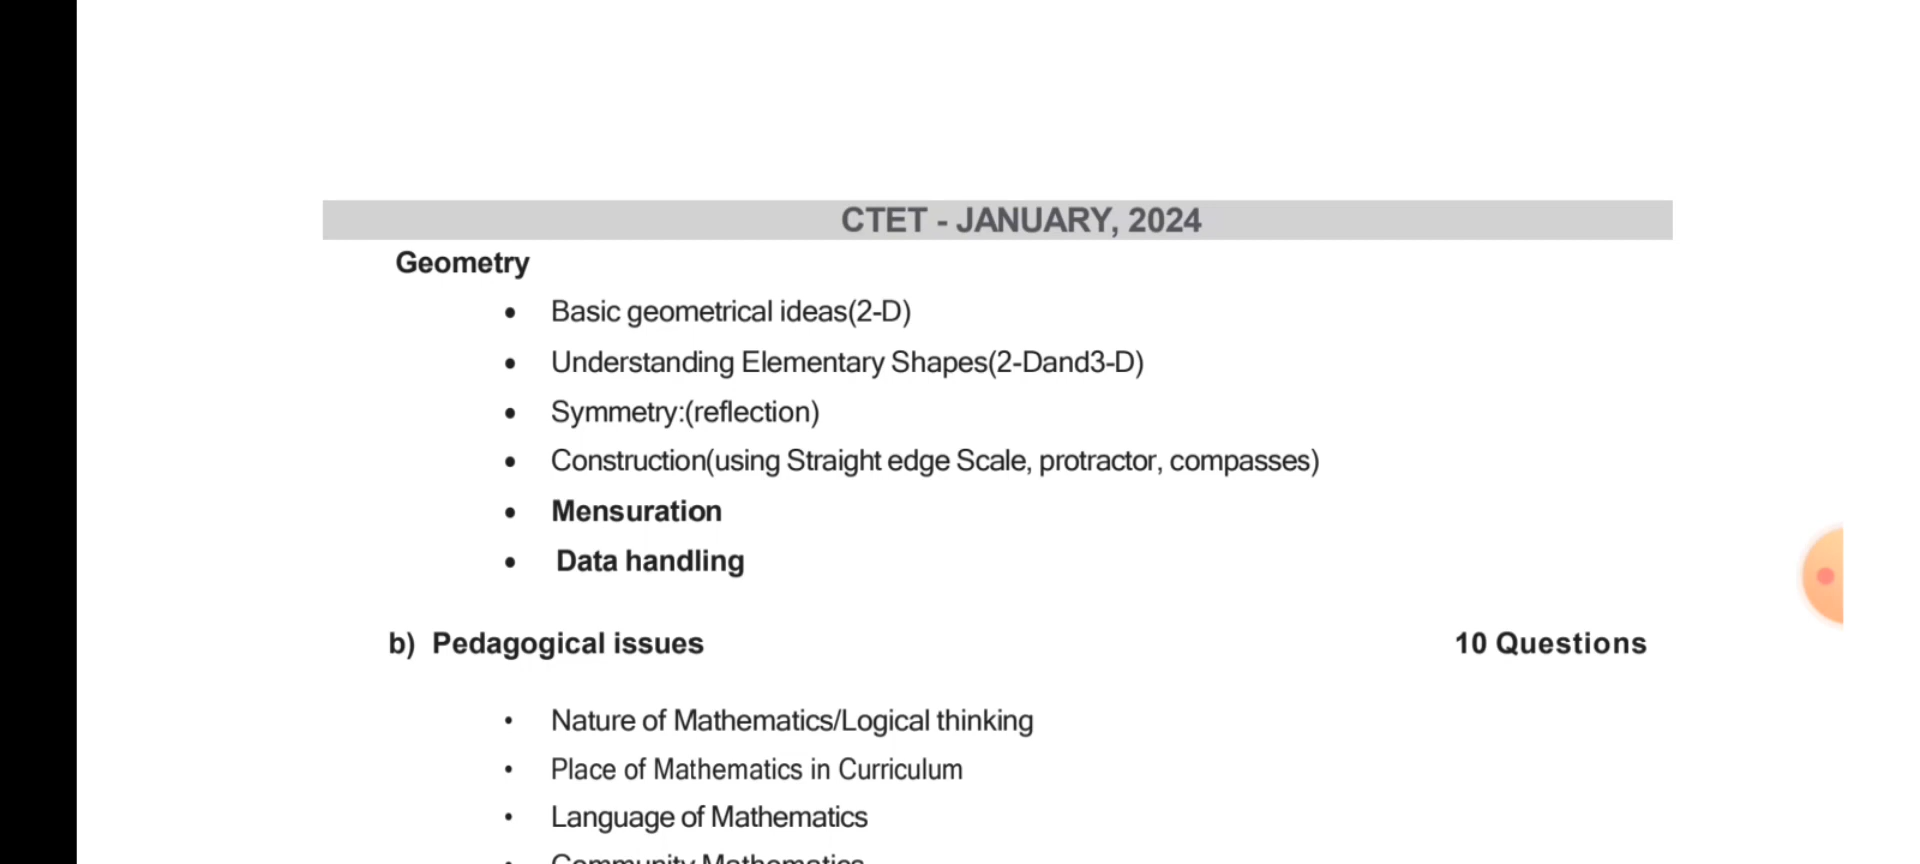 CTET - JANUARY, 2024
Geometry
• Basic geometrical ideas(2-D)
• Understanding Elementary Shapes(2-Dand3-D)
• Symmetry:(reflection)
• Construction(using Straight edge Scale, protractor, compasses)
• Mensuration
• Data handling
b) Pedagogical issues 10 Questions
• Nature of Mathematics/Logical thinking
• Place of Mathematics in Curriculum
• Language of Mathematics
• Community Mathematics